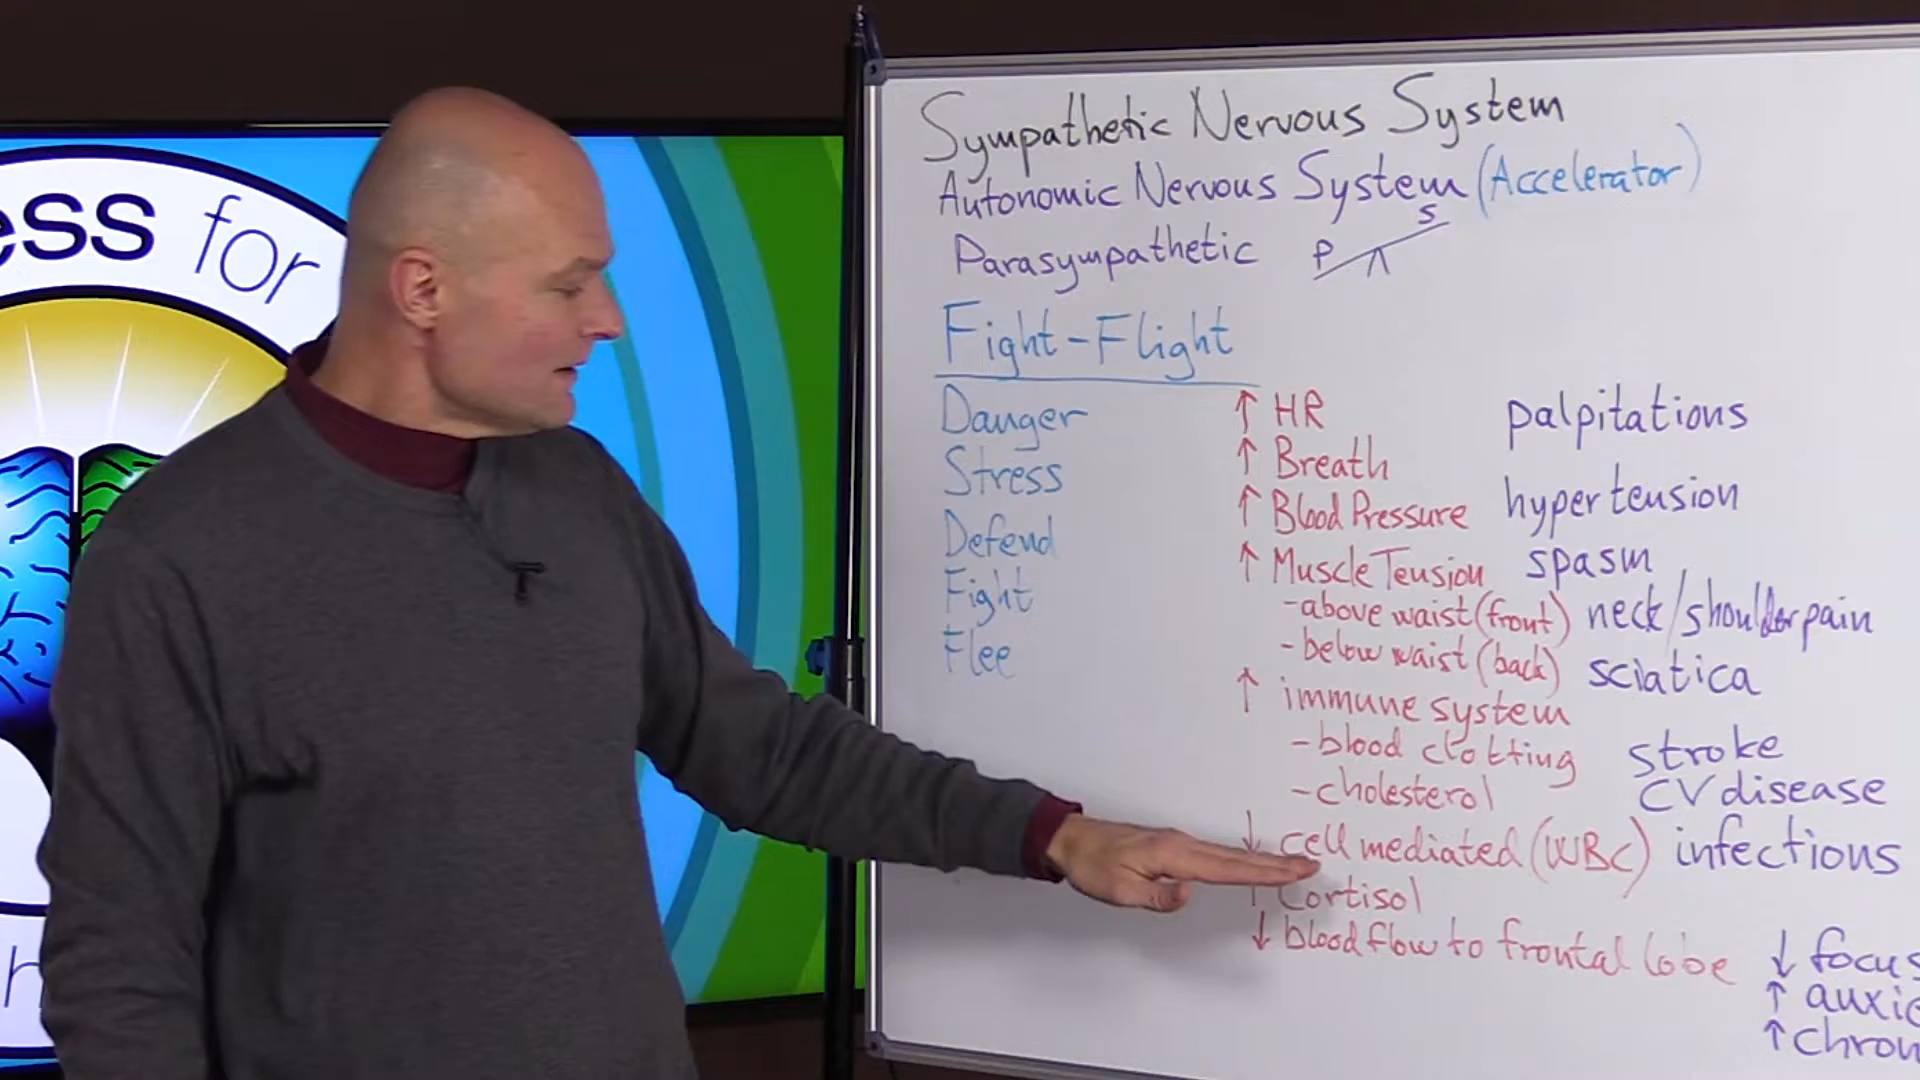 Sympathetic Nervous System
Autonomic Nervous System (Accelerator)
Parasympathetic P S
Fight-Flight
Danger
Stress
Defend
Fight
Flee
↑ HR palpitations
↑ Breath
↑ Blood Pressure hypertension
↑ Muscle Tension spasm
-above waist (front) neck/shoulder pain
-below waist (back) sciatica
↑ immune system
-blood clotting stroke
-cholesterol CV disease
↓ cell mediated (WBC) infections
↑ Cortisol
↓ blood flow to frontal lobe ↓ focus
↑
↑
ess for